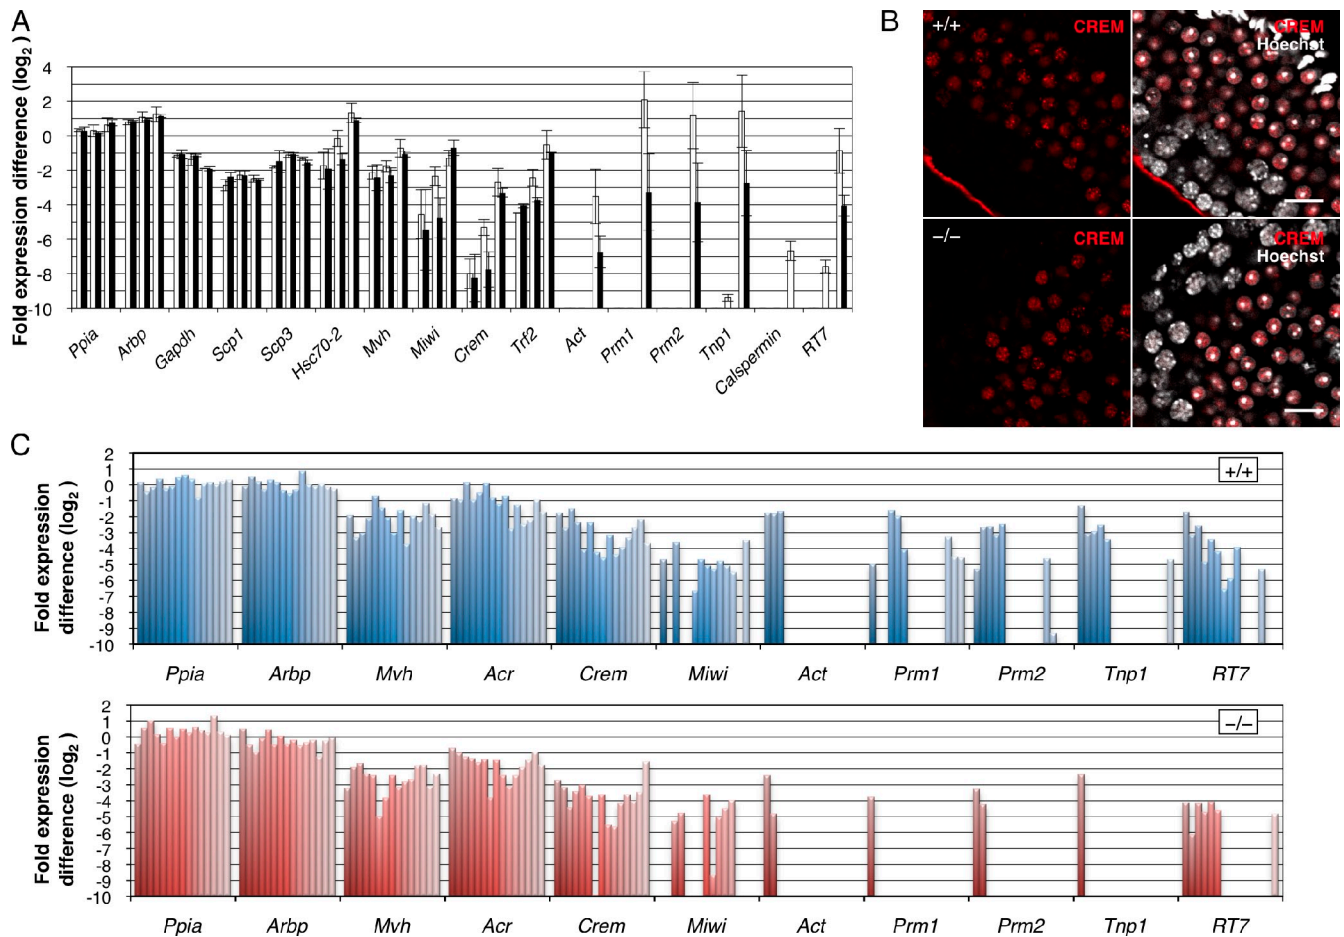 A
Fold expression difference (log2)
4
2
0
-2
-4
-6
-8
-10
Ppia Arbp Gapdh Scp1 Scp3 Hsc70-2 Mvh Miwi Crem Trf2 Act Prm1 Prm2 Tnp1 Calspermin RT7
B
+/+ CREM CREM
Hoechst
−/− CREM CREM
Hoechst
C
Fold expression
difference (log2)
2
1
0
-1
-2
-3
-4
-5
-6
-7
-8
-9
-10
+/+
Ppia Arbp Mvh Acr Crem Miwi Act Prm1 Prm2 Tnp1 RT7
Fold expression
difference (log2)
2
1
0
-1
-2
-3
-4
-5
-6
-7
-8
-9
-10
−/−
Ppia Arbp Mvh Acr Crem Miwi Act Prm1 Prm2 Tnp1 RT7